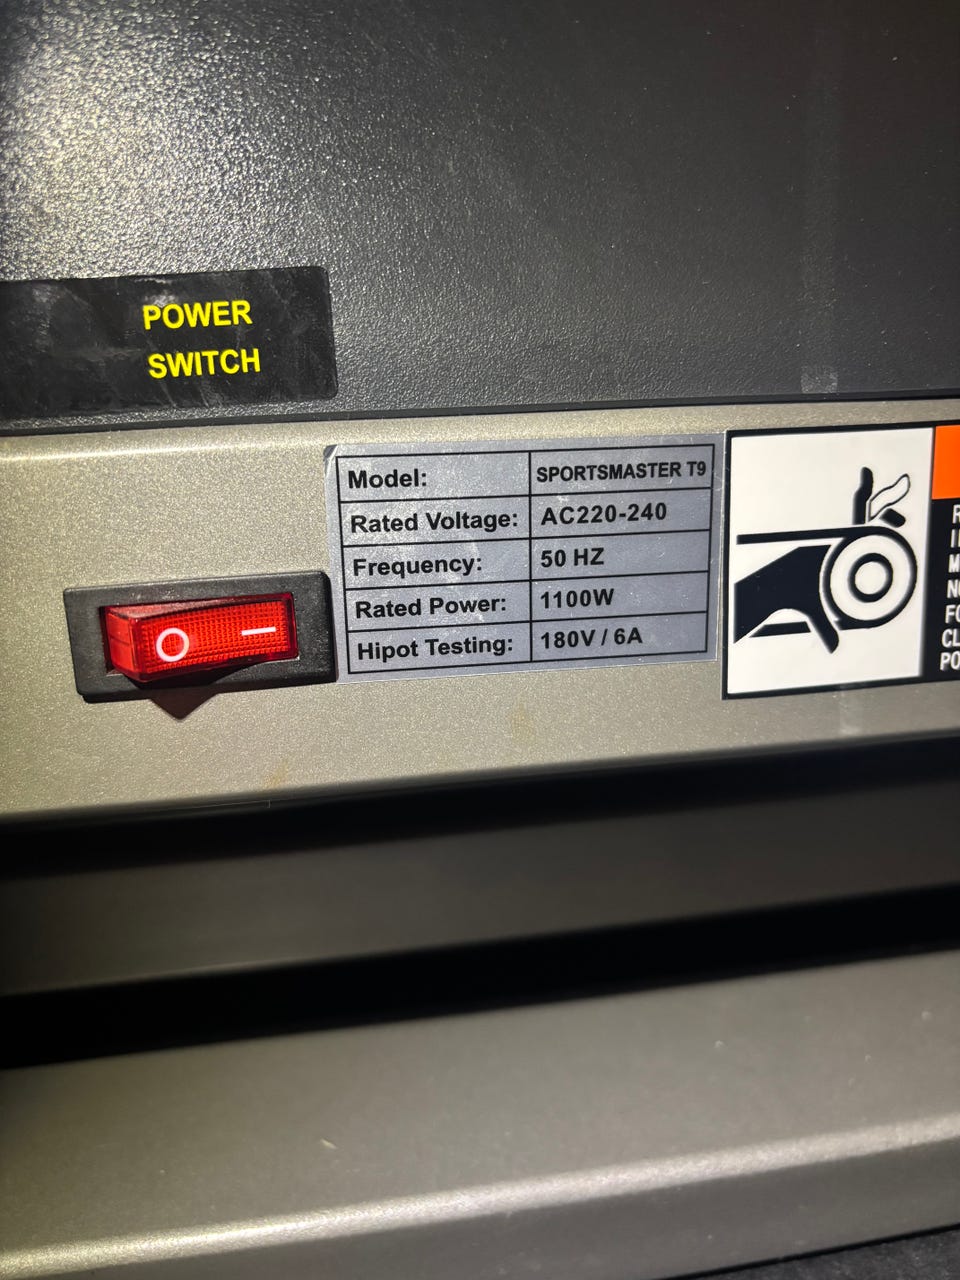 POWER
SWITCH
Model: SPORTSMASTER T9
Rated Voltage: AC220-240
Frequency: 50 HZ
Rated Power: 1100W
Hipot Testing: 180V / 6A